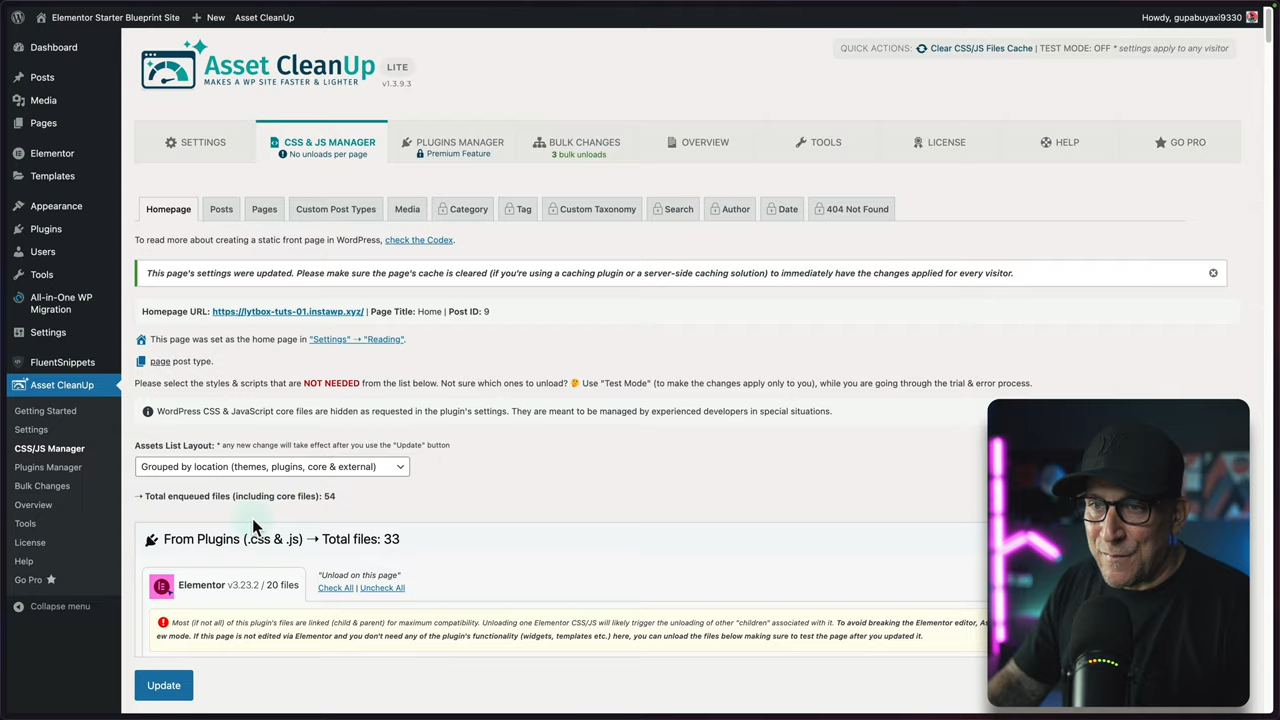 Elementor Starter Blueprint Site
New
Asset CleanUp
Howdy, gupabuyaxi9330
Dashboard
Posts
Media
Pages
Elementor
Templates
Appearance
Plugins
Users
Tools
All-in-One WP
Migration
Settings
FluentSnippets
Asset CleanUp
Getting Started
Settings
CSS/JS Manager
Plugins Manager
Bulk Changes
Overview
Tools
License
Help
Go Pro
Collapse menu
Asset CleanUp
MAKES A WP SITE FASTER & LIGHTER
LITE
v1.3.9.3
QUICK ACTIONS: Clear CSS/JS Files Cache | TEST MODE: OFF * settings apply to any visitor
SETTINGS
CSS & JS MANAGER
No unloads per page
PLUGINS MANAGER
Premium Feature
BULK CHANGES
3 bulk unloads
OVERVIEW
TOOLS
LICENSE
HELP
GO PRO
Homepage
Posts
Pages
Custom Post Types
Media
Category
Tag
Custom Taxonomy
Search
Author
Date
404 Not Found
To read more about creating a static front page in WordPress, check the Codex.
This page's settings were updated. Please make sure the page's cache is cleared (if you're using a caching plugin or a server-side caching solution) to immediately have the changes applied for every visitor.
Homepage URL: https://lytbox-tuts-01.instawp.xyz/ | Page Title: Home | Post ID: 9
This page was set as the home page in "Settings" ➝ "Reading".
page post type.
Please select the styles & scripts that are NOT NEEDED from the list below. Not sure which ones to unload? 🤔 Use "Test Mode" (to make the changes apply only to you), while you are going through the trial & error process.
WordPress CSS & JavaScript core files are hidden as requested in the plugin's settings. They are meant to be managed by experienced developers in special situations.
Assets List Layout: * any new change will take effect after you use the "Update" button
Grouped by location (themes, plugins, core & external)
➝ Total enqueued files (including core files): 54
From Plugins (.css & .js) ➝ Total files: 33
Elementor v3.23.2 / 20 files
"Unload on this page"
Check All | Uncheck All
Most (if not all) of this plugin's files are linked (child & parent) for maximum compatibility. Unloading one Elementor CSS/JS will likely trigger the unloading of other "children" associated with it. To avoid breaking the Elementor editor, As
ew mode. If this page is not edited via Elementor and you don't need any of the plugin's functionality (widgets, templates etc.) here, you can unload the files below making sure to test the page after you updated it.
Update